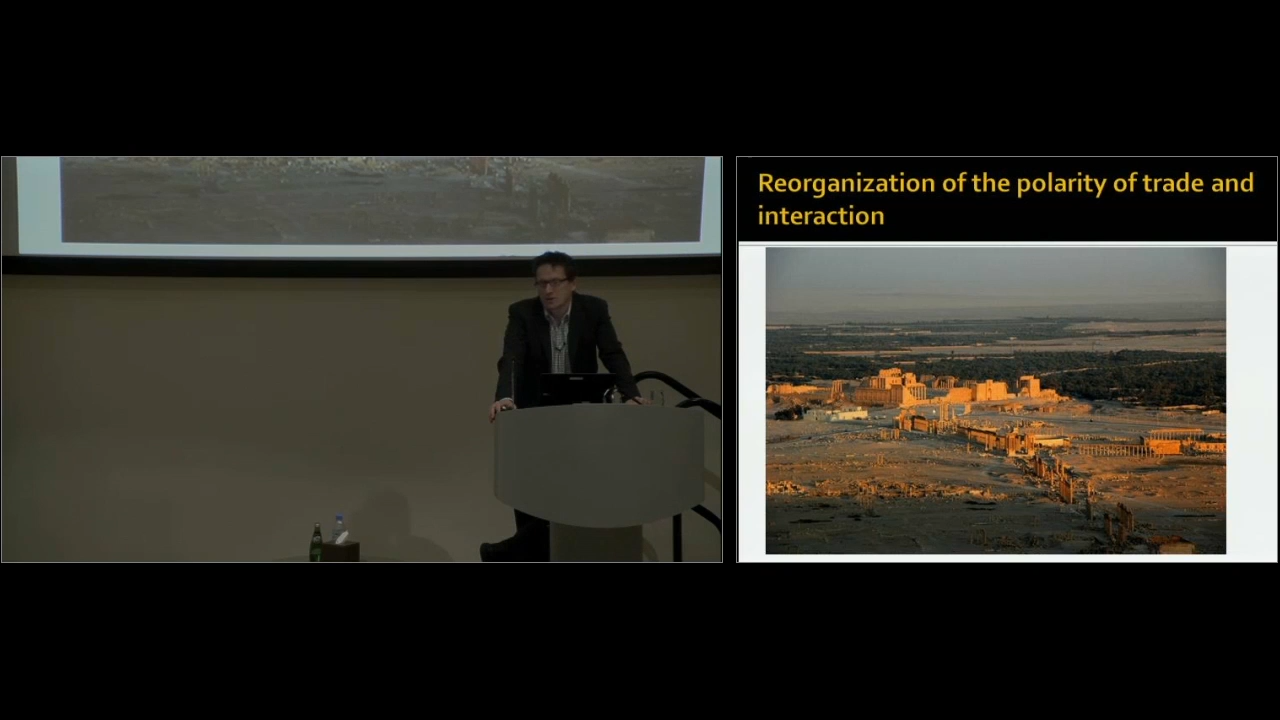 Reorganization of the polarity of trade and
interaction